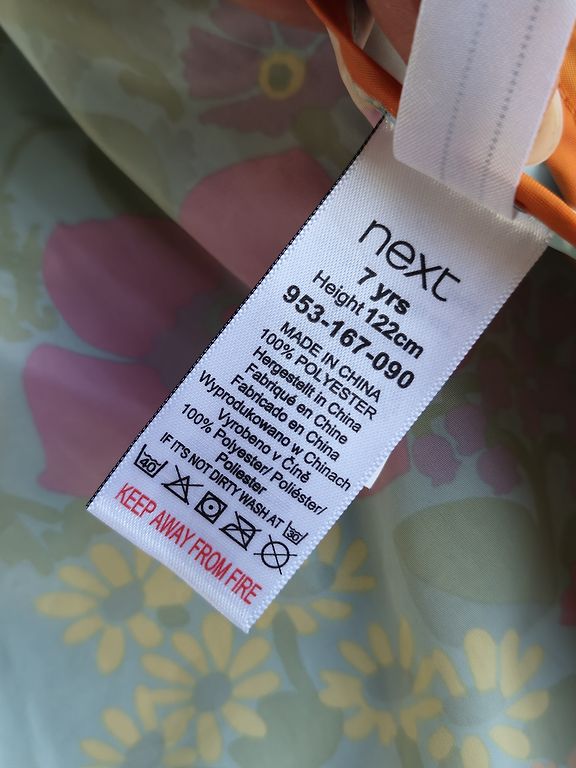 next
7 yrs
Height 122cm
953-167-090
MADE IN CHINA
100% POLYESTER
Hergestellt in China
Fabriqué en Chine
Fabricado en China
Wyprodukowano w Chinach
Vyrobeno v Číně
100% Polyester/ Poliéster/
Poliester
IF IT'S NOT DIRTY WASH AT 30
40
KEEP AWAY FROM FIRE